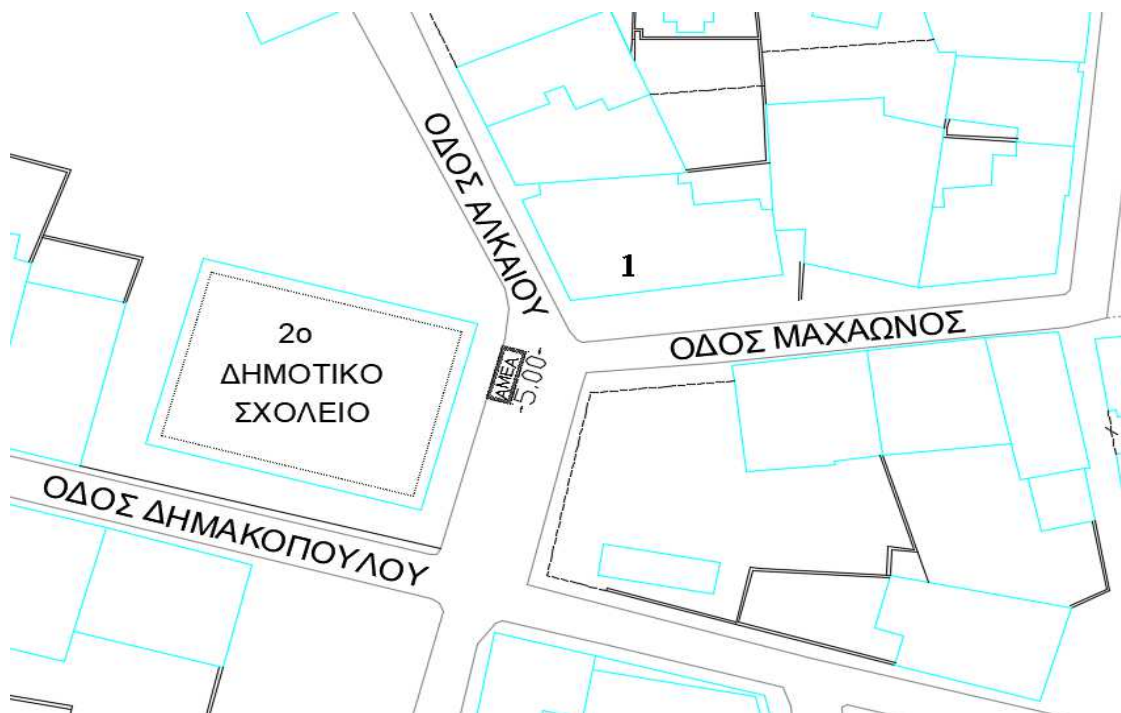 ΟΔΟΣ ΑΛΚΑΙΟΥ
1
ΟΔΟΣ ΜΑΧΑΩΝΟΣ
2ο
ΔΗΜΟΤΙΚΟ
ΣΧΟΛΕΙΟ
ΑΜΕΑ
-5,00-
ΟΔΟΣ ΔΗΜΑΚΟΠΟΥΛΟΥ